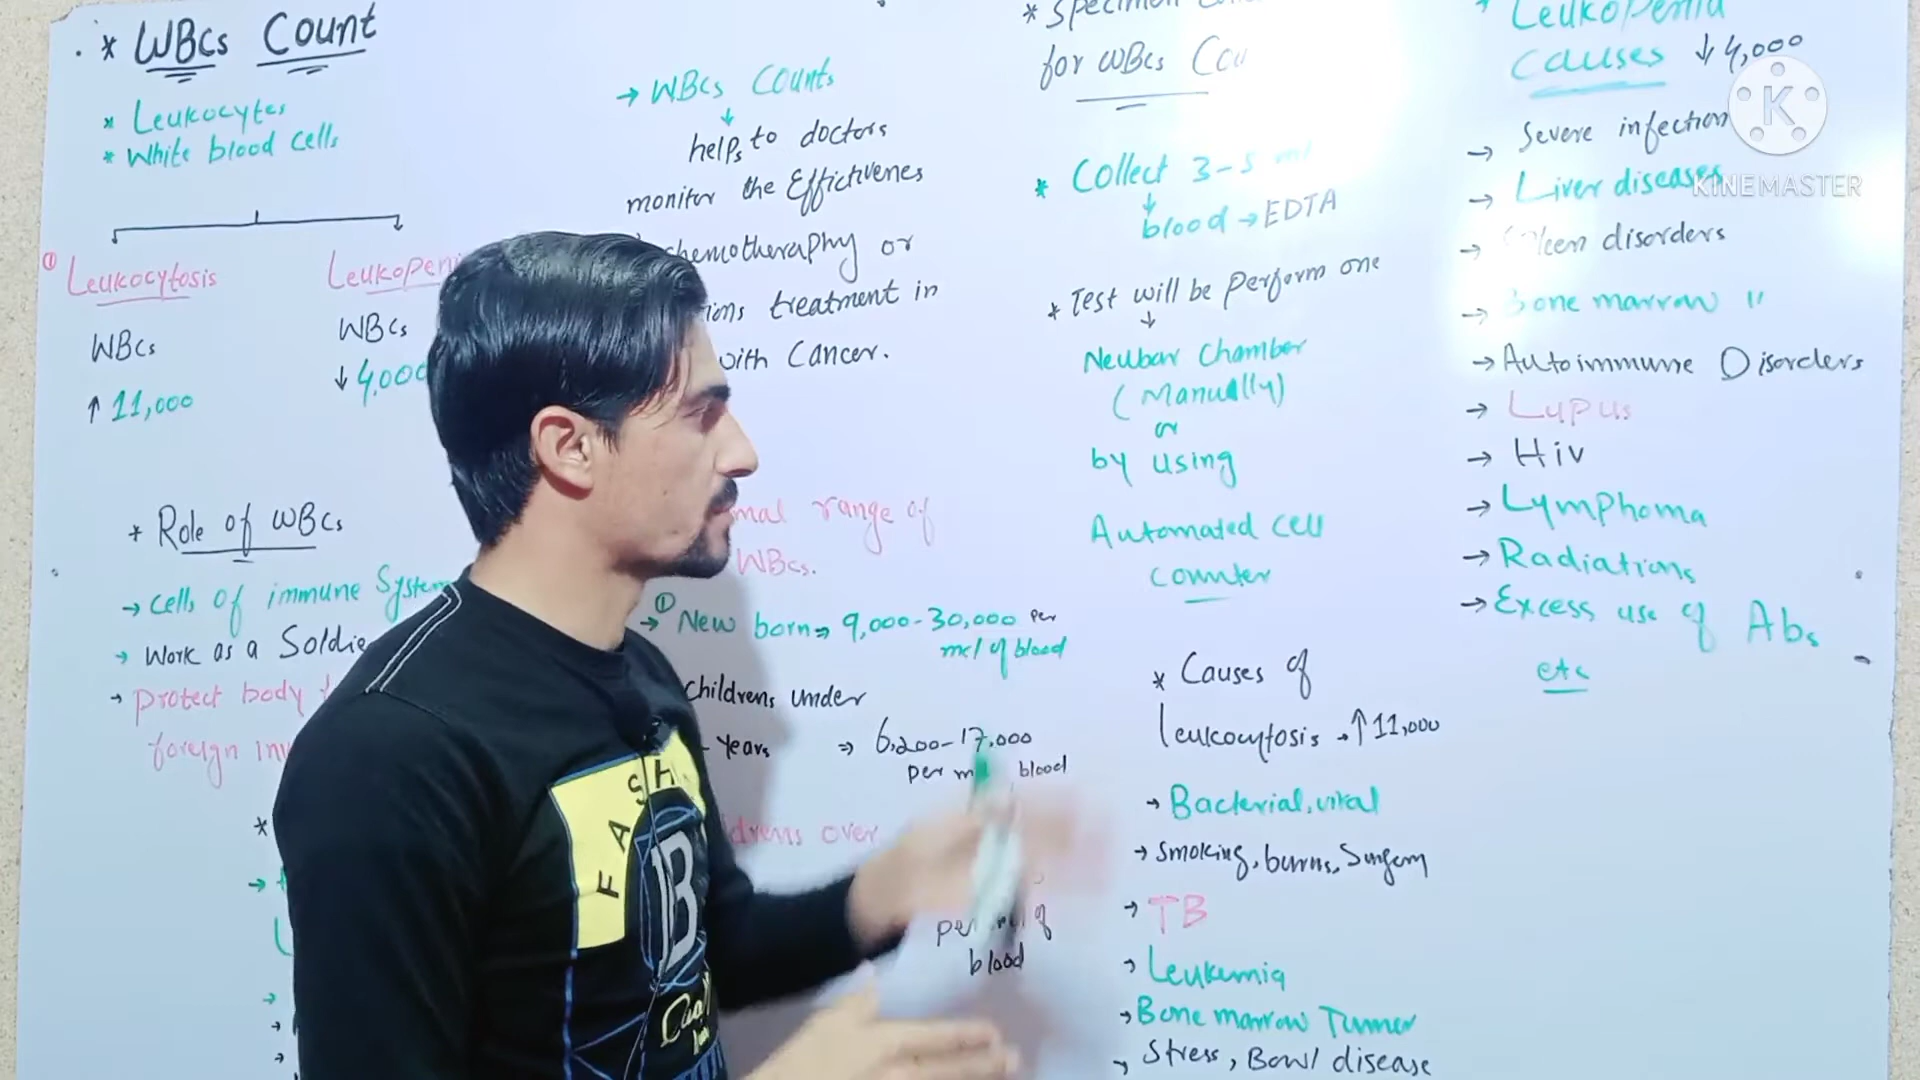 * WBCs Count
* Leukocytes
* White blood cells
① Leukocytosis
WBCs
↑ 11,000
WBCs
↓ 4,000
* Role of WBCs
→ Cells of immune System
→ Work as a
→ Protect body
foreign
→ WBCs Counts
↓
helps to doctors
monitor the Effictivenes
chemotheraphy or
treatment in
with Cancer.
range of
WBCs.
①
→ New born ⇒ 9,000-30,000 per
mcl of blood
childrens under
years ⇒ 6,200-17,000
per blood
over
blood
*
for WBCs
* Collect 3-5
↓
blood → EDTA
* Test will be perform one
↓
Neubar Chamber
(Manually)
or
by using
Automated cell
counter
* Causes of
leukocytosis → ↑ 11,000
→ Bacterial, viral
→ Smoking, burns, Surgery
→ TB
→ Leukemia
→ Bone marrow Tumer
→ Stress, Bowl disease
* Leukopenia
Causes ↓ 4,000
→ Severe infection
→ Liver diseases
→ disorders
→ Bone marrow "
→ Autoimmune Disorders
→ Lupus
→ Hiv
→ Lymphoma
→ Radiations
→ Excess use of Abs
etc
K
KINEMASTER
F A S H
B